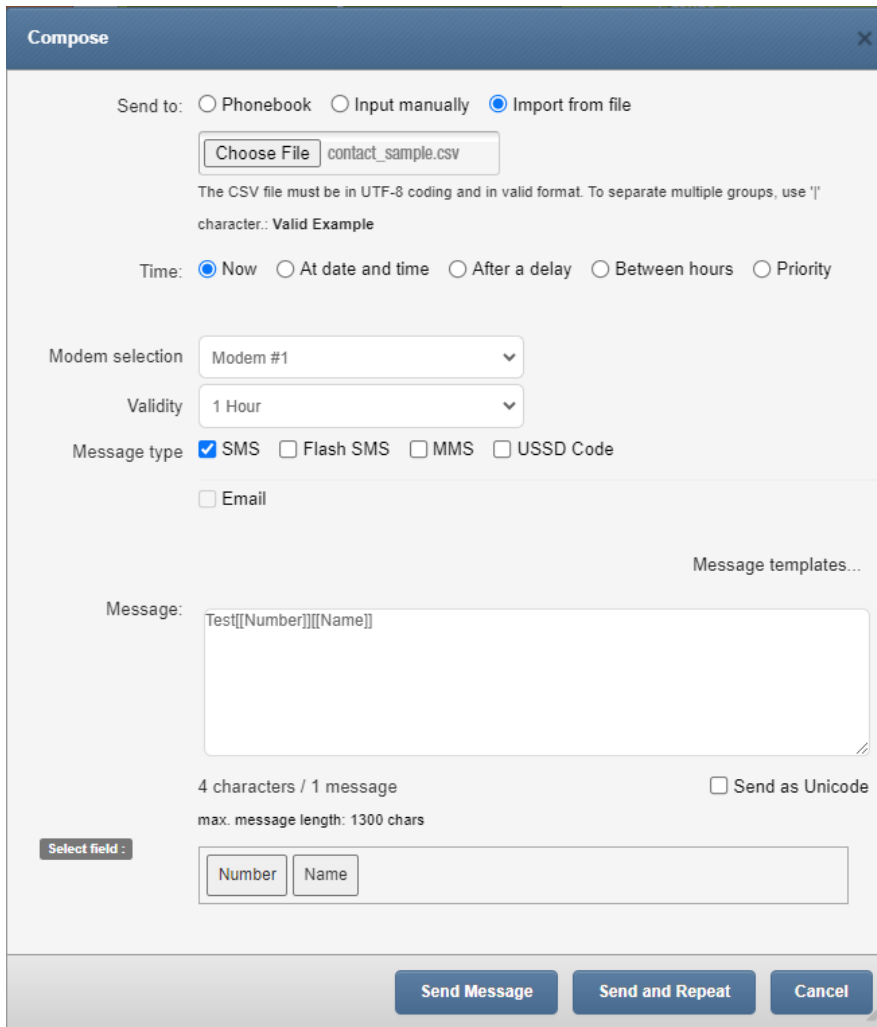 Compose
Send to: Phonebook Input manually Import from file
Choose File contact_sample.csv
The CSV file must be in UTF-8 coding and in valid format. To separate multiple groups, use '|'
character.: Valid Example
Time: Now At date and time After a delay Between hours Priority
Modem selection Modem #1
Validity 1 Hour
Message type SMS Flash SMS MMS USSD Code
Email
Message templates...
Message:
Test[[Number]][[Name]]
4 characters / 1 message Send as Unicode
max. message length: 1300 chars
Select field :
Number Name
Send Message Send and Repeat Cancel